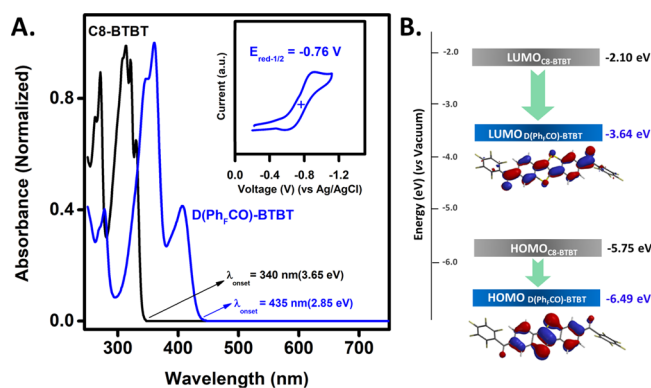 A.
C8-BTBT
E_red-1/2 = -0.76 V
Current (a.u.)
0.0 -0.4 -0.8 -1.2
Voltage (V) (vs Ag/AgCl)
Absorbance (Normalized)
0.8
0.4
0.0
D(Ph_FCO)-BTBT
λ_onset = 340 nm(3.65 eV)
λ_onset = 435 nm(2.85 eV)
300 400 500 600 700
Wavelength (nm)
B.
Energy (eV) (vs Vacuum)
-2.0
-3.0
-4.0
-5.0
-6.0
LUMO_C8-BTBT -2.10 eV
LUMO_D(Ph_FCO)-BTBT -3.64 eV
HOMO_C8-BTBT -5.75 eV
HOMO_D(Ph_FCO)-BTBT -6.49 eV